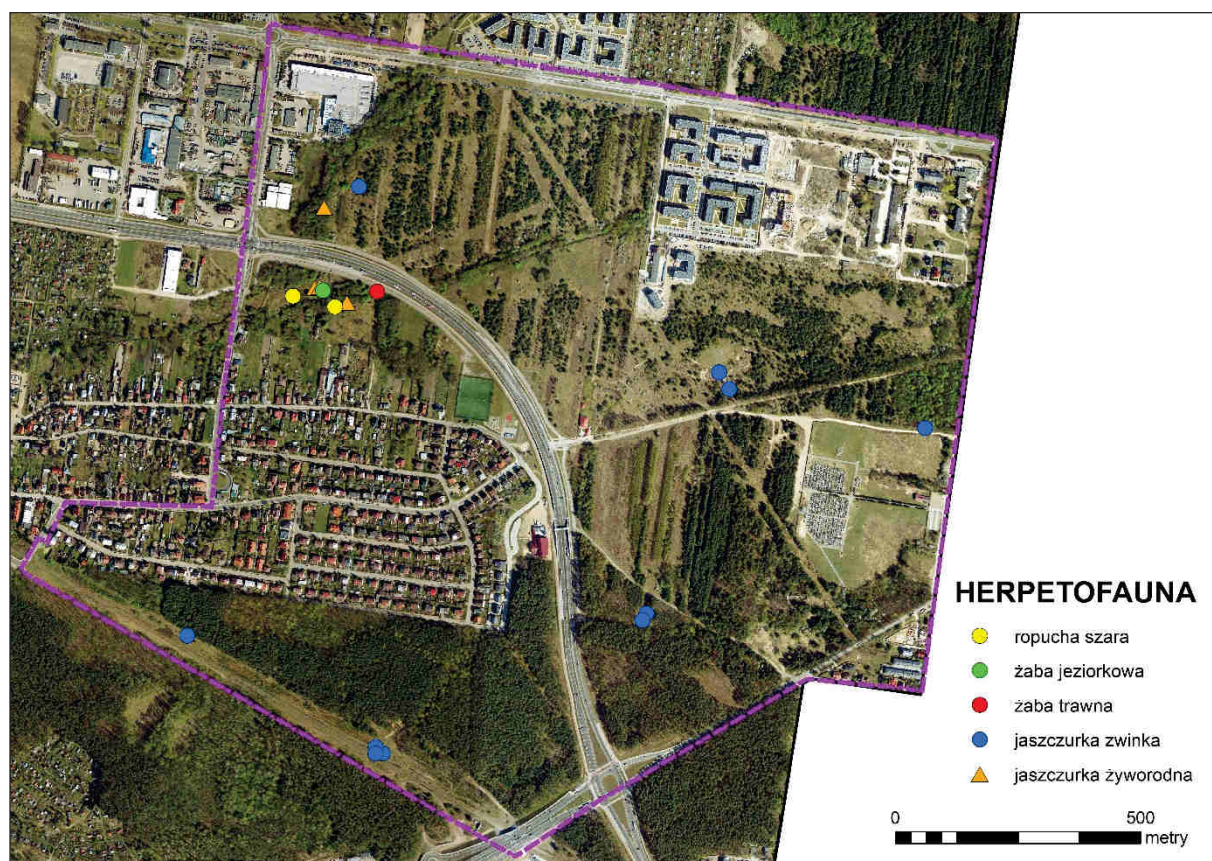 HERPETOFAUNA
ropucha szara
żaba jeziorkowa
żaba trawna
jaszczurka zwinka
jaszczurka żyworodna
0 500
metry